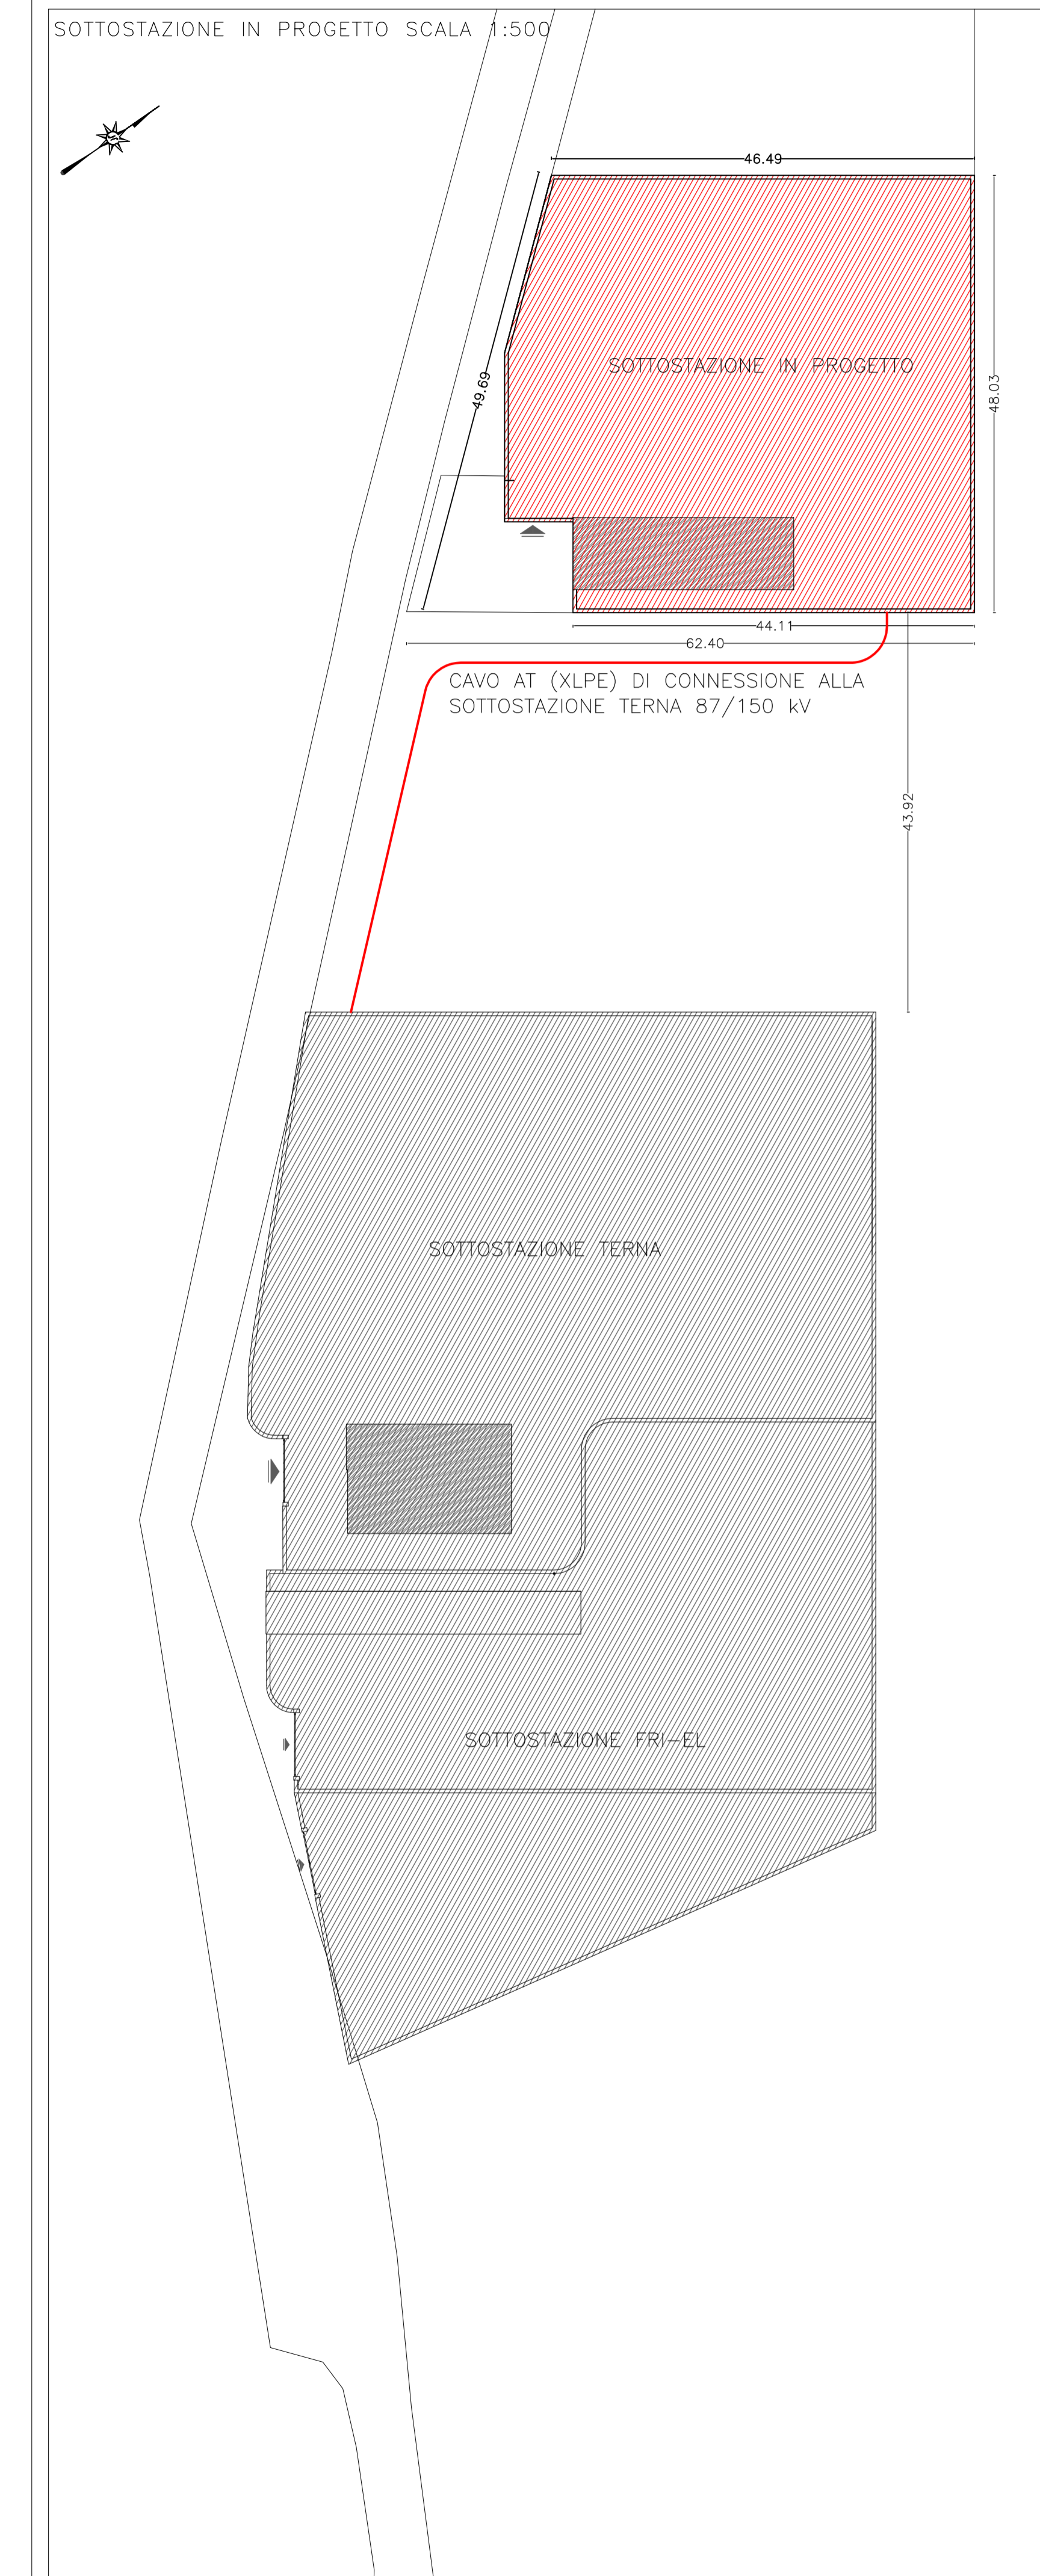 SOTTOSTAZIONE IN PROGETTO SCALA 1:500
46.49
SOTTOSTAZIONE IN PROGETTO
49.69
48.03
44.11
62.40
CAVO AT (XLPE) DI CONNESSIONE ALLA
SOTTOSTAZIONE TERNA 87/150 kV
43.92
SOTTOSTAZIONE TERNA
SOTTOSTAZIONE FRI-EL